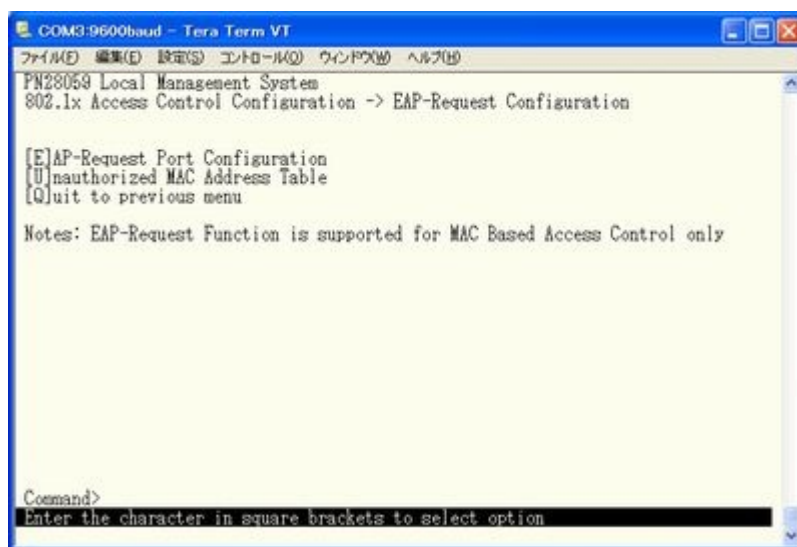 COM3:9600baud - Tera Term VT
ファイル(F) 編集(E) 設定(S) コントロール(O) ウィンドウ(W) ヘルプ(H)
PN28059 Local Management System
802.1x Access Control Configuration -> EAP-Request Configuration
[E]AP-Request Port Configuration
[U]nauthorized MAC Address Table
[Q]uit to previous menu
Notes: EAP-Request Function is supported for MAC Based Access Control only
Command>
Enter the character in square brackets to select option